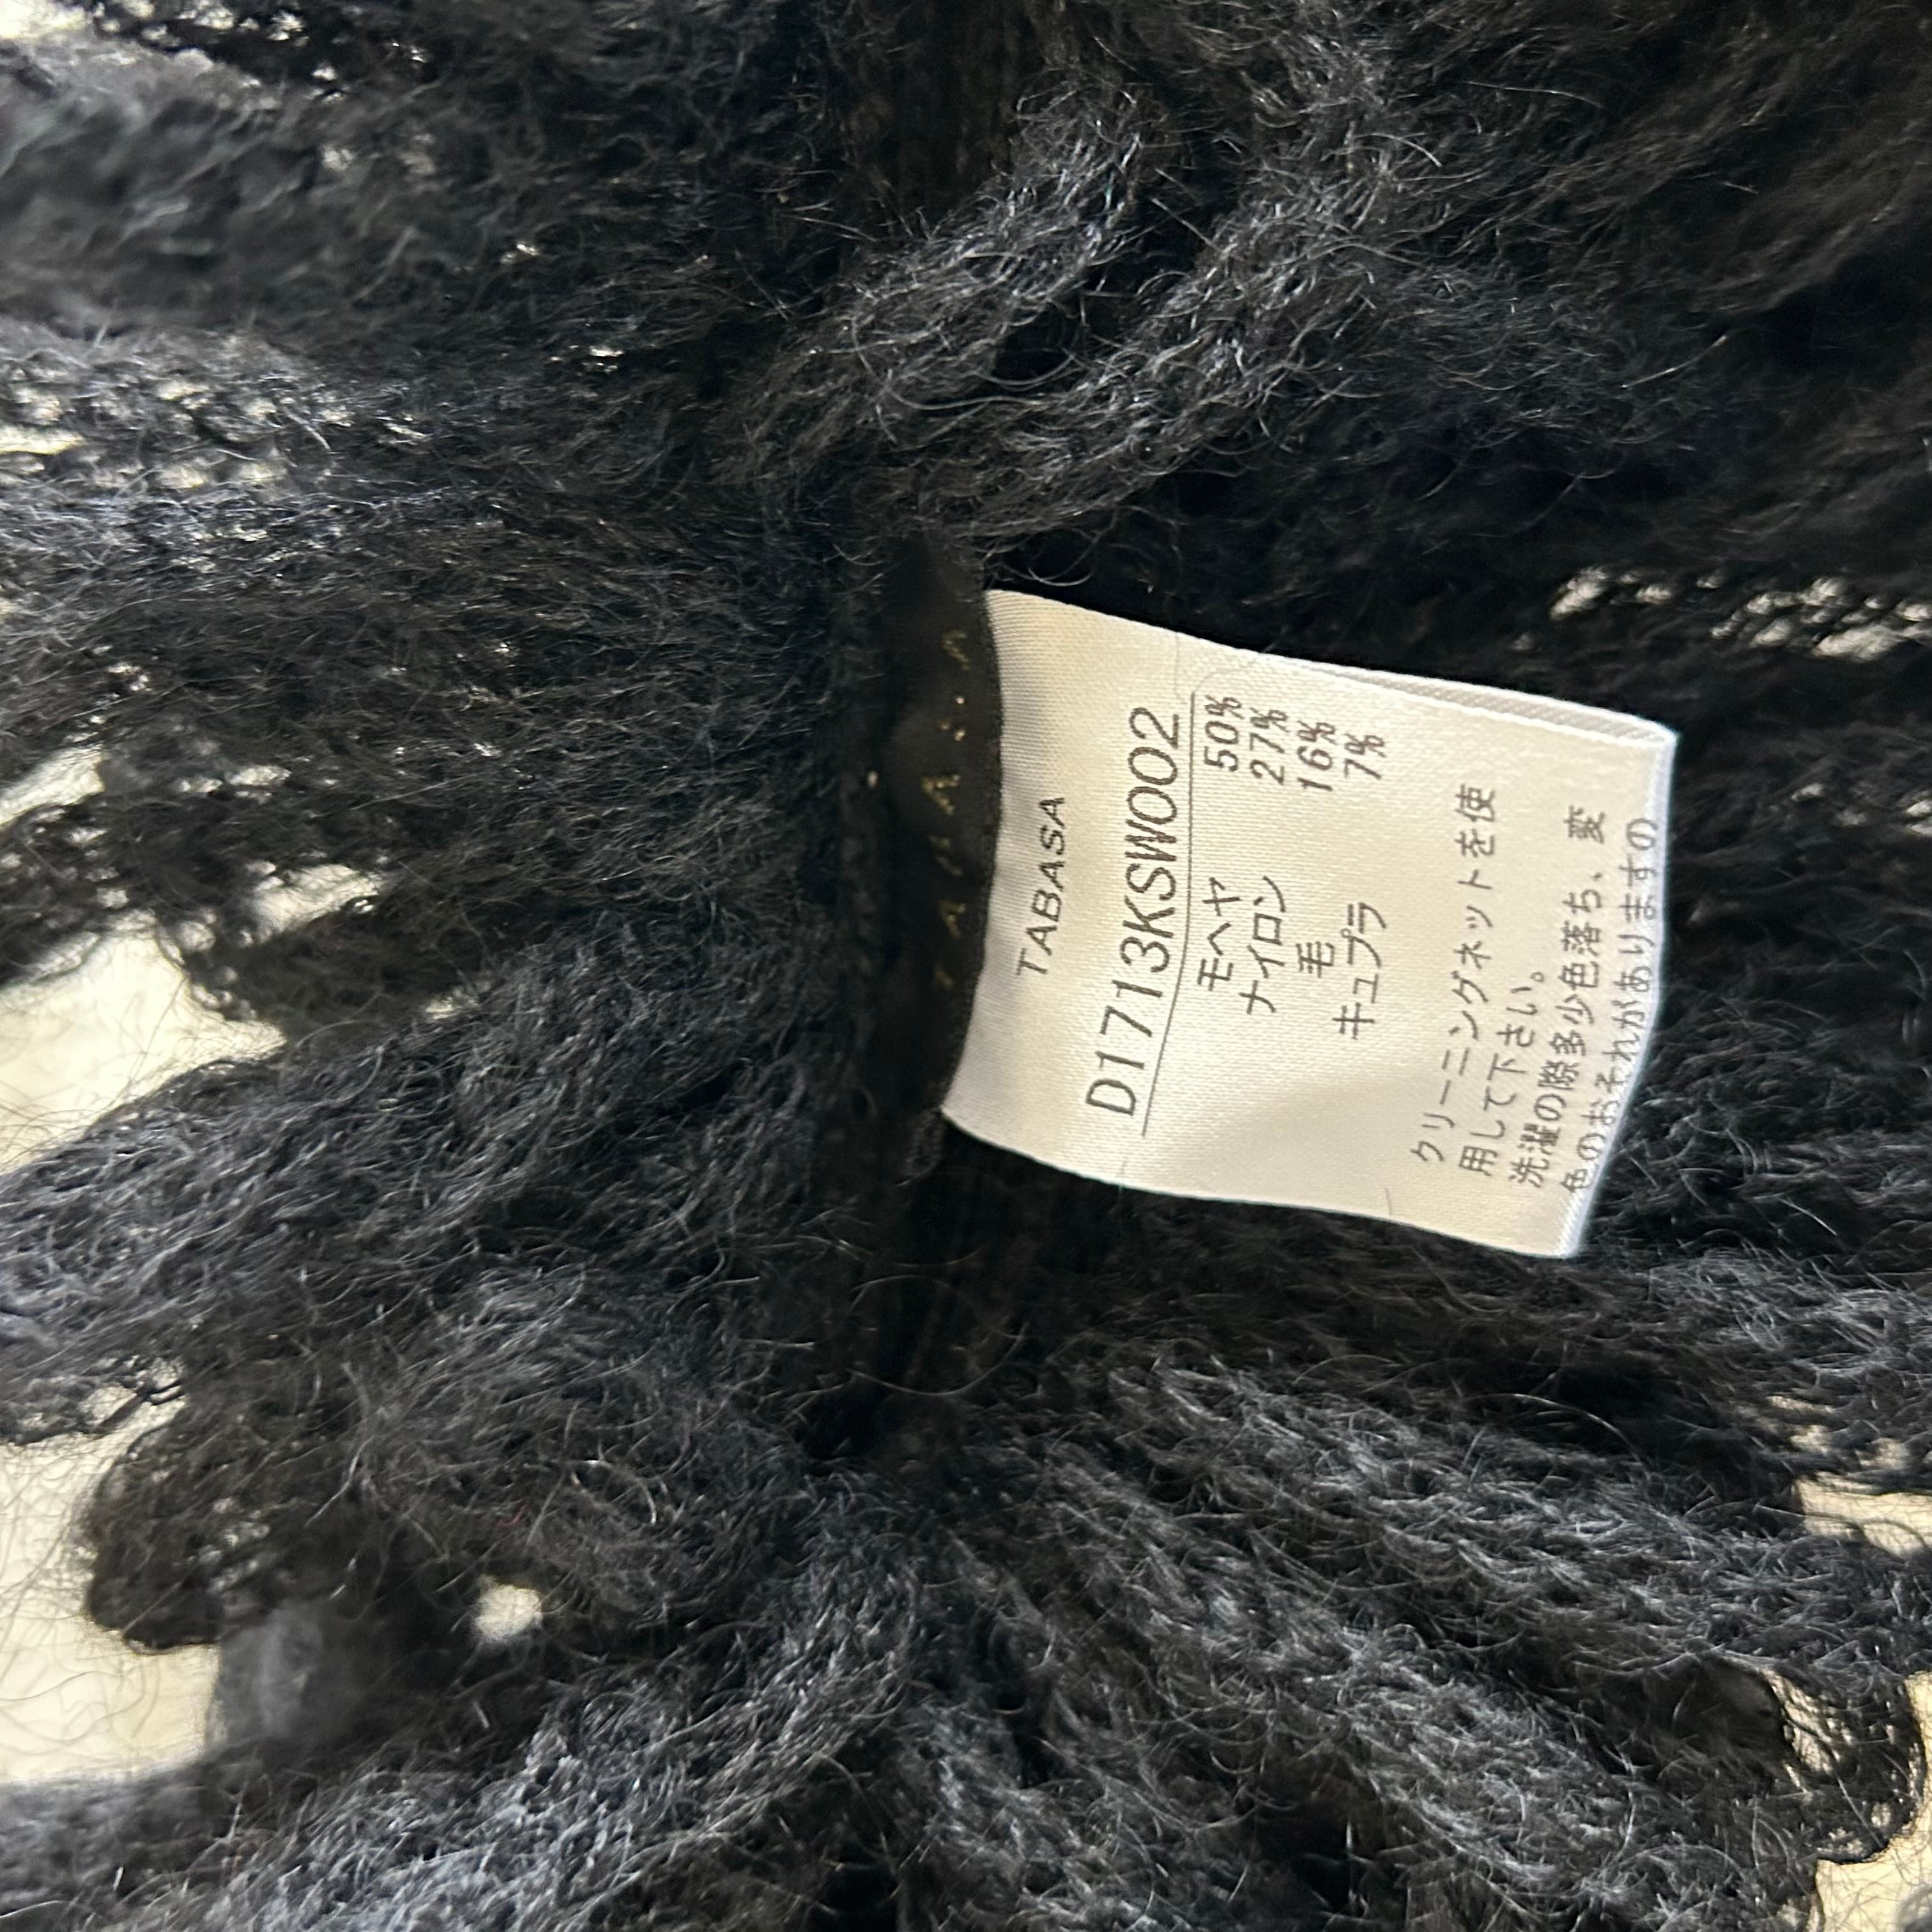 TABASA
D1713KSW002
モヘヤ 50%
ナイロン 27%
毛 16%
キュプラ 7%
クリーニングネットを使
用して下さい。
洗濯の際多少色落ち、変
色のおそれがありますの